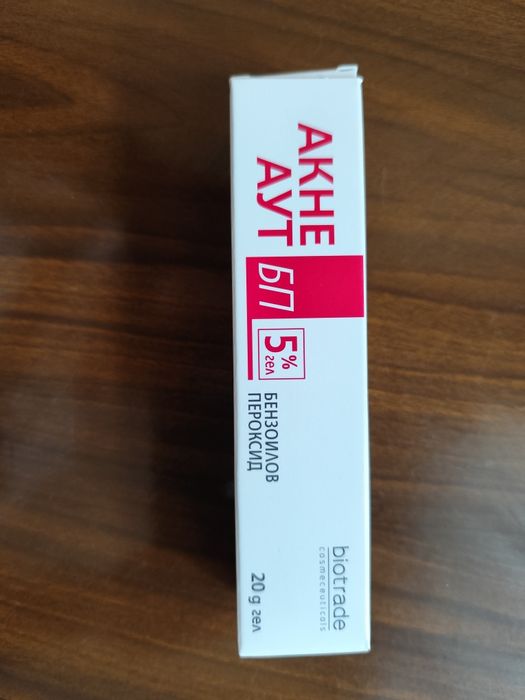 АКНЕ
АУТ
БП
5%
гел
БЕНЗОИЛОВ
ПЕРОКСИД
biotrade
cosmeceuticals
20 g гел